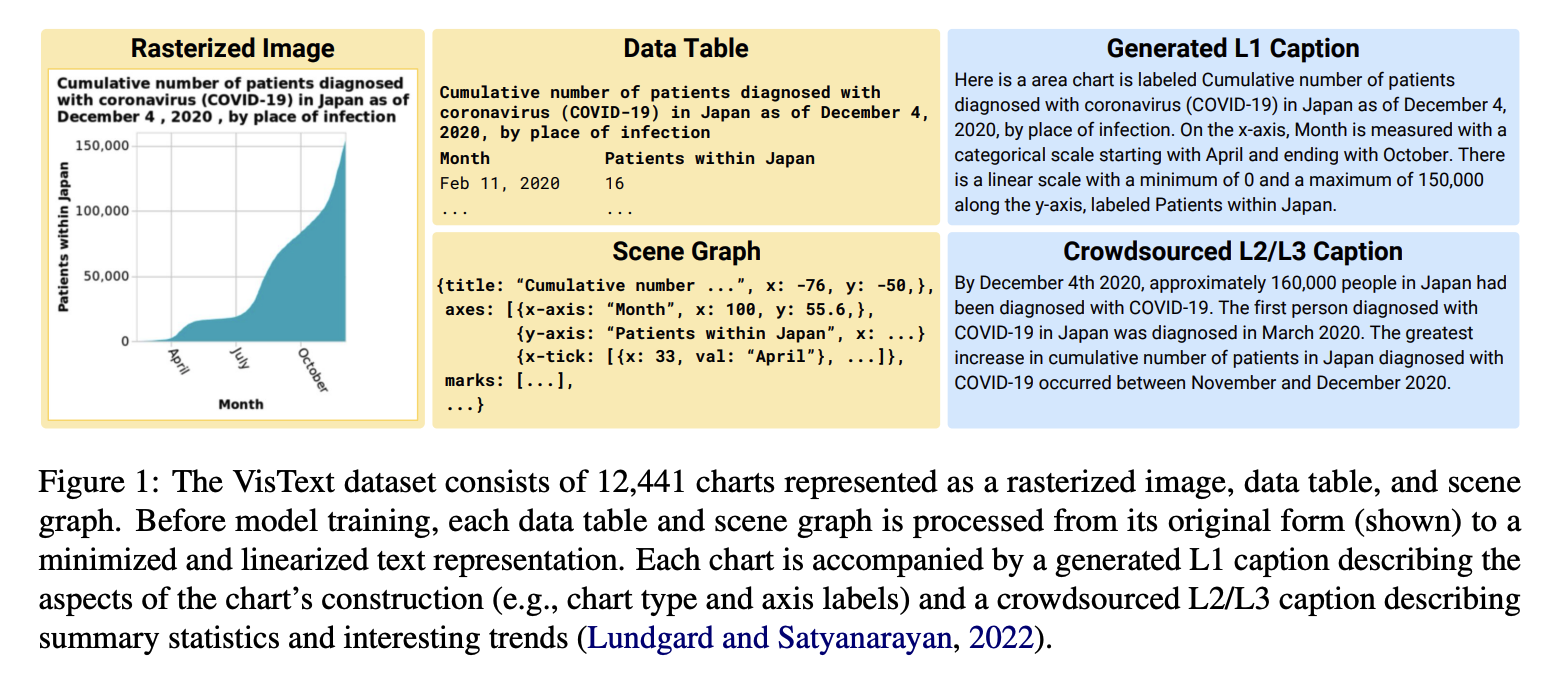 Rasterized Image
Cumulative number of patients diagnosed
with coronavirus (COVID-19) in Japan as of
December 4 , 2020 , by place of infection
150,000
100,000
50,000
0
Patients within Japan
April
July
October
Month
Data Table
Cumulative number of patients diagnosed with
coronavirus (COVID-19) in Japan as of December 4,
2020, by place of infection
Month Patients within Japan
Feb 11, 2020 16
... ...
Scene Graph
{title: “Cumulative number ...”, x: -76, y: -50,},
axes: [{x-axis: “Month”, x: 100, y: 55.6,},
{y-axis: “Patients within Japan”, x: ...}
{x-tick: [{x: 33, val: “April”}, ...]},
marks: [...],
...}
Generated L1 Caption
Here is a area chart is labeled Cumulative number of patients
diagnosed with coronavirus (COVID-19) in Japan as of December 4,
2020, by place of infection. On the x-axis, Month is measured with a
categorical scale starting with April and ending with October. There
is a linear scale with a minimum of 0 and a maximum of 150,000
along the y-axis, labeled Patients within Japan.
Crowdsourced L2/L3 Caption
By December 4th 2020, approximately 160,000 people in Japan had
been diagnosed with COVID-19. The first person diagnosed with
COVID-19 in Japan was diagnosed in March 2020. The greatest
increase in cumulative number of patients in Japan diagnosed with
COVID-19 occurred between November and December 2020.
Figure 1: The VisText dataset consists of 12,441 charts represented as a rasterized image, data table, and scene
graph. Before model training, each data table and scene graph is processed from its original form (shown) to a
minimized and linearized text representation. Each chart is accompanied by a generated L1 caption describing the
aspects of the chart’s construction (e.g., chart type and axis labels) and a crowdsourced L2/L3 caption describing
summary statistics and interesting trends (Lundgard and Satyanarayan, 2022).